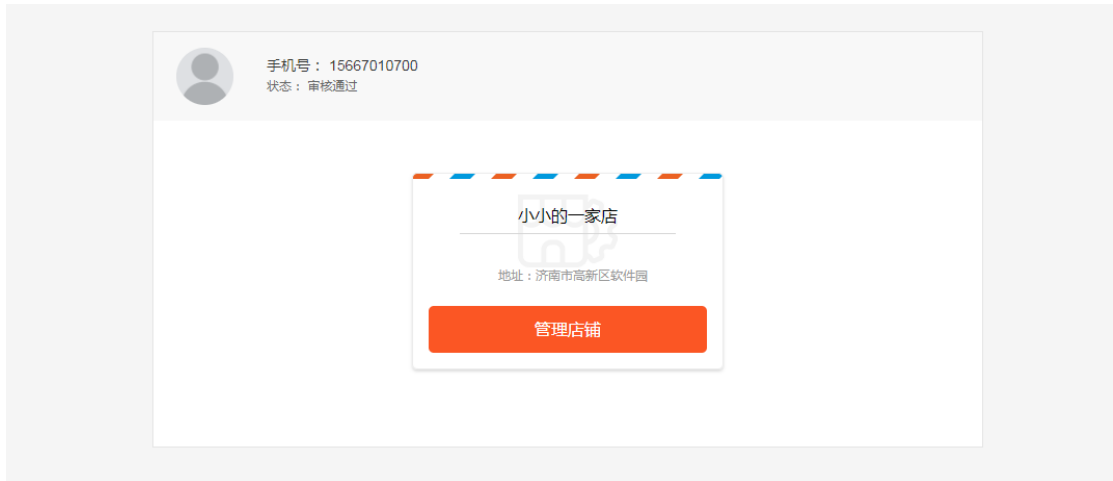 手机号： 15667010700
状态： 审核通过
小小的一家店
地址：济南市高新区软件园
管理店铺